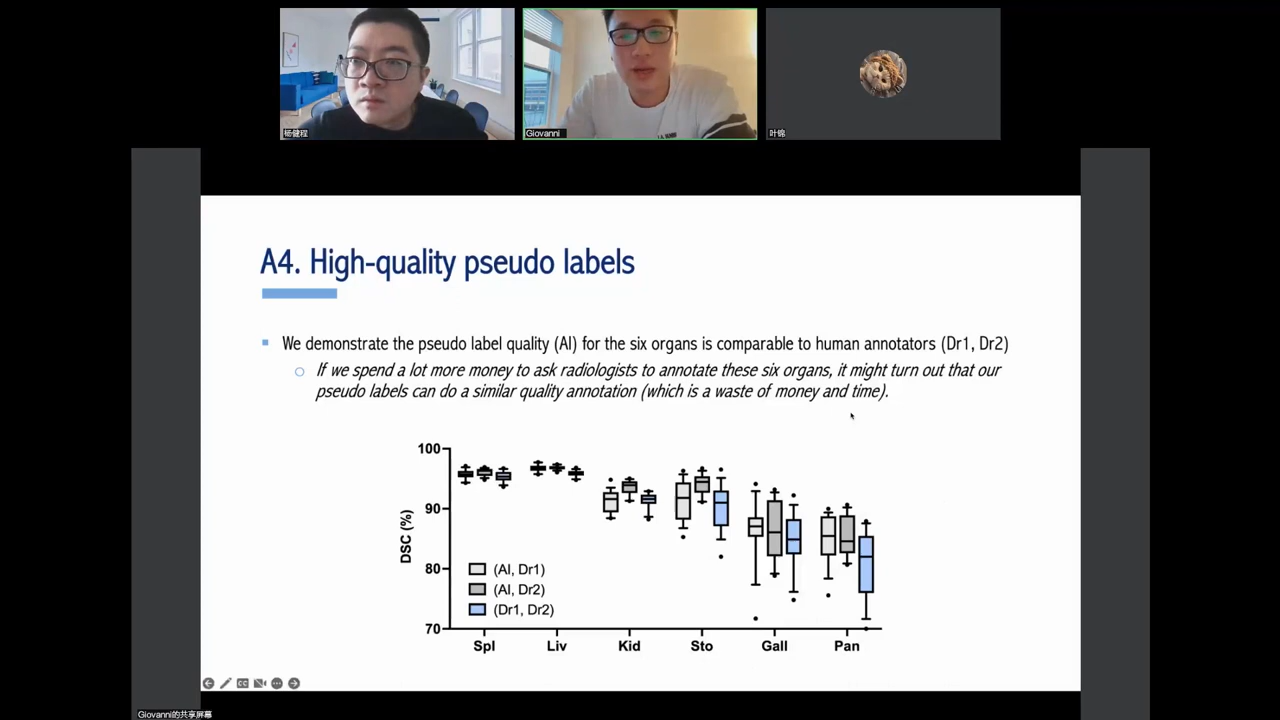 杨健程
Giovanni
叶锦
A4. High-quality pseudo labels
We demonstrate the pseudo label quality (AI) for the six organs is comparable to human annotators (Dr1, Dr2)
If we spend a lot more money to ask radiologists to annotate these six organs, it might turn out that our
pseudo labels can do a similar quality annotation (which is a waste of money and time).
100
90
80
70
DSC (%)
(AI, Dr1)
(AI, Dr2)
(Dr1, Dr2)
Spl Liv Kid Sto Gall Pan
Giovanni的共享屏幕